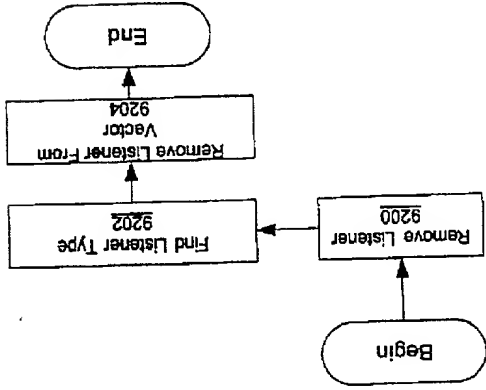 Begin
Remove Listener
9200
Find Listener Type
9202
Remove Listener From
Vector
9204
End